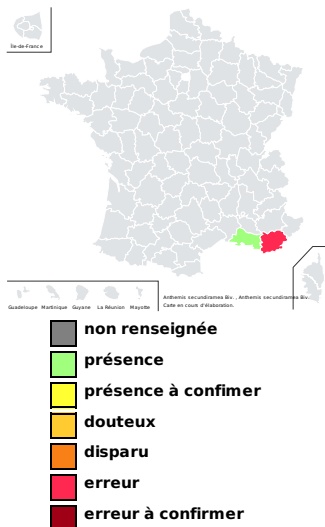 Île-de-France
Guadeloupe Martinique Guyane La Réunion Mayotte
Anthemis secundiramea Biv. , Anthemis secundiramea Biv.
Carte en cours d'élaboration.
non renseignée
présence
présence à confimer
douteux
disparu
erreur
erreur à confirmer